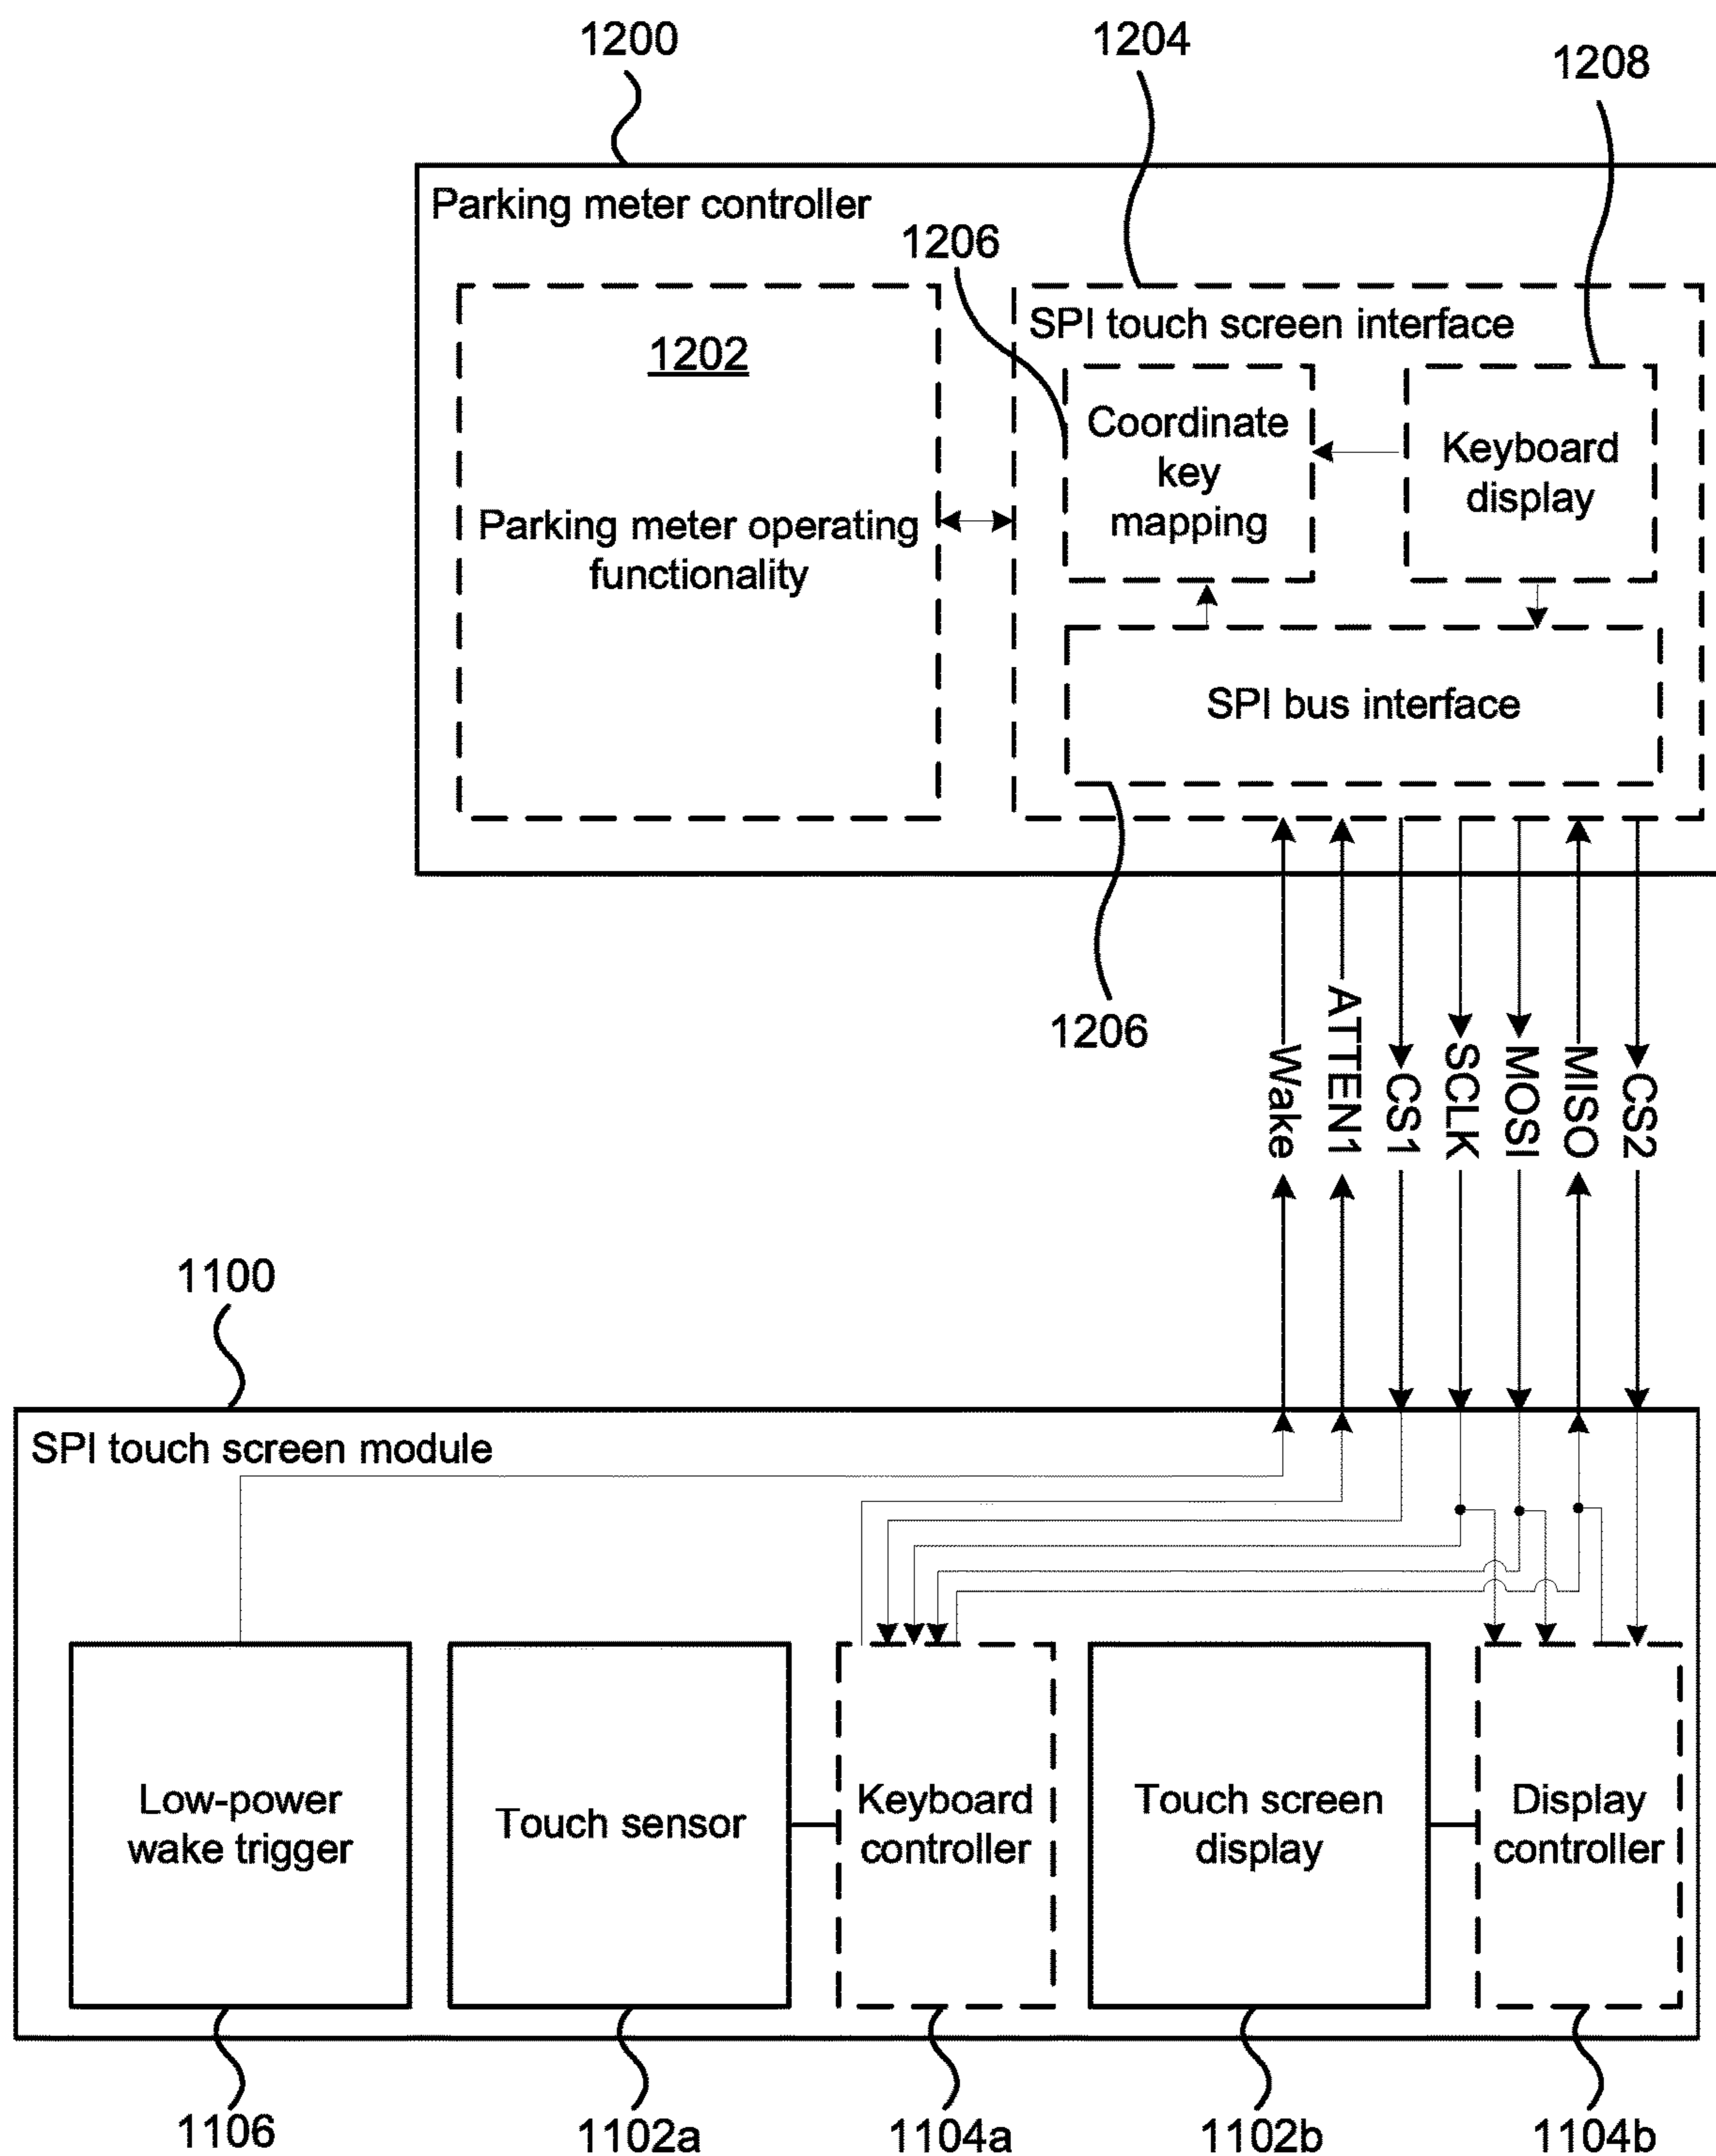 1200
1204
1208
Parking meter controller
1206
SPI touch screen interface
1202
Parking meter operating
functionality
Coordinate
key
mapping
Keyboard
display
SPI bus interface
1206
Wake
ATTEN1
CS1
SCLK
MOSI
MISO
CS2
1100
SPI touch screen module
Low-power
wake trigger
Touch sensor
Keyboard
controller
Touch screen
display
Display
controller
1106
1102a
1104a
1102b
1104b